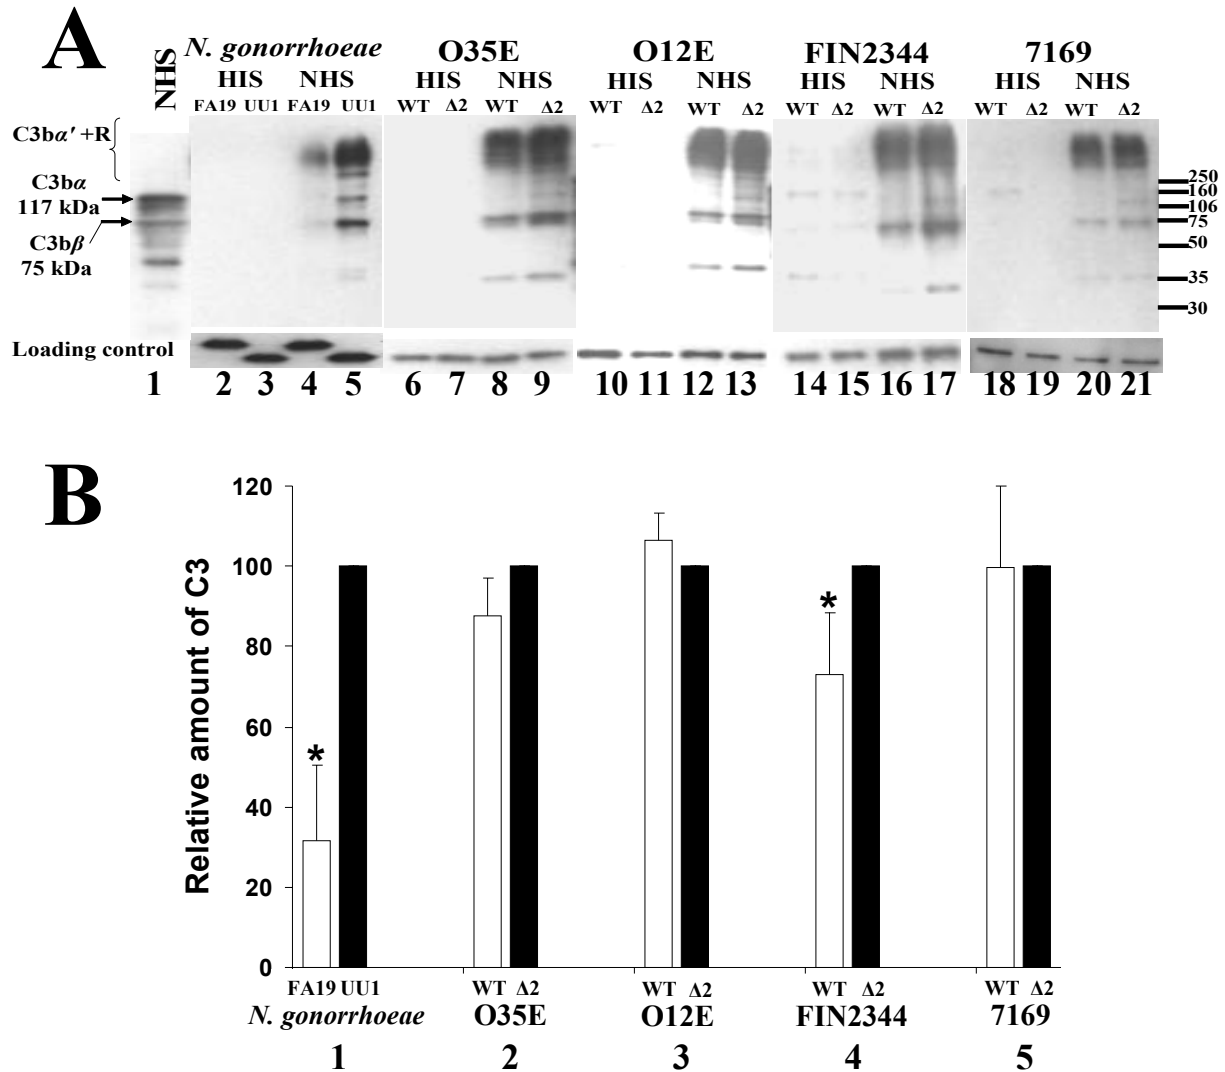 A
NHS
N. gonorrhoeae O35E O12E FIN2344 7169
HIS NHS HIS NHS HIS NHS HIS NHS HIS NHS
FA19 UU1 FA19 UU1 WT Δ2 WT Δ2 WT Δ2 WT Δ2 WT Δ2 WT Δ2 WT Δ2 WT Δ2
C3bα′ +R
C3bα
117 kDa
C3bβ
75 kDa
250
160
106
75
50
35
30
Loading control
1 2 3 4 5 6 7 8 9 10 11 12 13 14 15 16 17 18 19 20 21
B
Relative amount of C3
120
100
80
60
40
20
0
*
*
FA19 UU1 WT Δ2 WT Δ2 WT Δ2 WT Δ2
N. gonorrhoeae O35E O12E FIN2344 7169
1 2 3 4 5